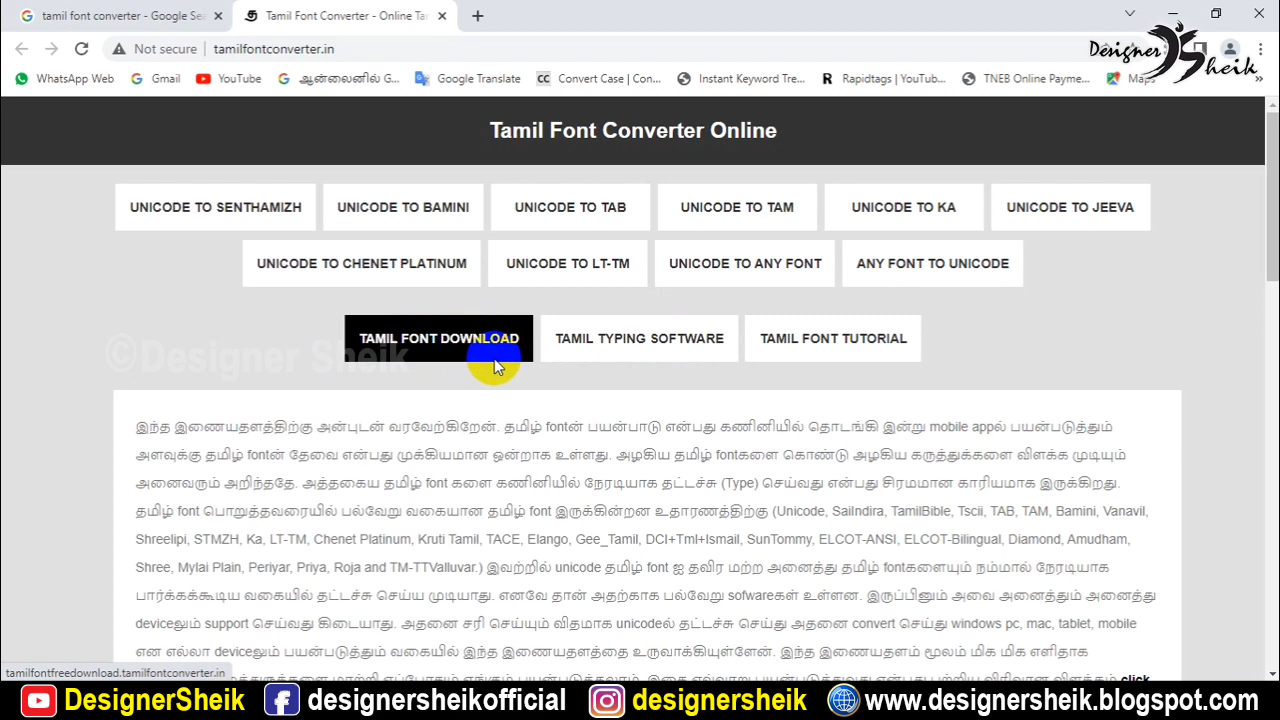 tamil font converter - Google Se
Tamil Font Converter - Online Tar
Not secure
tamilfontconverter.in
Designer Sheik
WhatsApp Web
Gmail
YouTube
ஆன்லைனில் G...
Google Translate
Convert Case | Con...
Instant Keyword Tre...
Rapidtags | YouTub...
TNEB Online Payme...
Maps
Tamil Font Converter Online
UNICODE TO SENTHAMIZH
UNICODE TO BAMINI
UNICODE TO TAB
UNICODE TO TAM
UNICODE TO KA
UNICODE TO JEEVA
UNICODE TO CHENET PLATINUM
UNICODE TO LT-TM
UNICODE TO ANY FONT
ANY FONT TO UNICODE
TAMIL FONT DOWNLOAD
TAMIL TYPING SOFTWARE
TAMIL FONT TUTORIAL
©Designer Sheik
இந்த இணையதளத்திற்கு அன்புடன் வரவேற்கிறேன். தமிழ் fontன் பயன்பாடு என்பது கணினியில் தொடங்கி இன்று mobile appல் பயன்படுத்தும்
அளவுக்கு தமிழ் fontன் தேவை என்பது முக்கியமான ஒன்றாக உள்ளது. அழகிய தமிழ் fontகளை கொண்டு அழகிய கருத்துக்களை விளக்க முடியும்
அனைவரும் அறிந்ததே. அத்தகைய தமிழ் font களை கணினியில் நேரடியாக தட்டச்சு (Type) செய்வது என்பது சிரமமான காரியமாக இருக்கிறது.
தமிழ் font பொறுத்தவரையில் பல்வேறு வகையான தமிழ் font இருக்கின்றன உதாரணத்திற்கு (Unicode, SaiIndira, TamilBible, Tscii, TAB, TAM, Bamini, Vanavil,
Shreelipi, STMZH, Ka, LT-TM, Chenet Platinum, Kruti Tamil, TACE, Elango, Gee_Tamil, DCI+Tml+Ismail, SunTommy, ELCOT-ANSI, ELCOT-Bilingual, Diamond, Amudham,
Shree, Mylai Plain, Periyar, Priya, Roja and TM-TTValluvar.) இவற்றில் unicode தமிழ் font ஐ தவிர மற்ற அனைத்து தமிழ் fontகளையும் நம்மால் நேரடியாக
பார்க்கக்கூடிய வகையில் தட்டச்சு செய்ய முடியாது. எனவே தான் அதற்காக பல்வேறு sofwareகள் உள்ளன. இருப்பினும் அவை அனைத்தும் அனைத்து
deviceலும் support செய்வது கிடையாது. அதனை சரி செய்யும் விதமாக unicodeல் தட்டச்சு செய்து அதனை convert செய்து windows pc, mac, tablet, mobile
என எல்லா deviceலும் பயன்படுத்தும் வகையில் இந்த இணையதளத்தை உருவாக்கியுள்ளேன். இந்த இணையதளம் மூலம் மிக மிக எளிதாக
click
tamilfontfreedownload.tamilfontconverter.in
DesignerSheik
designersheikofficial
designersheik
www.designersheik.blogspot.com